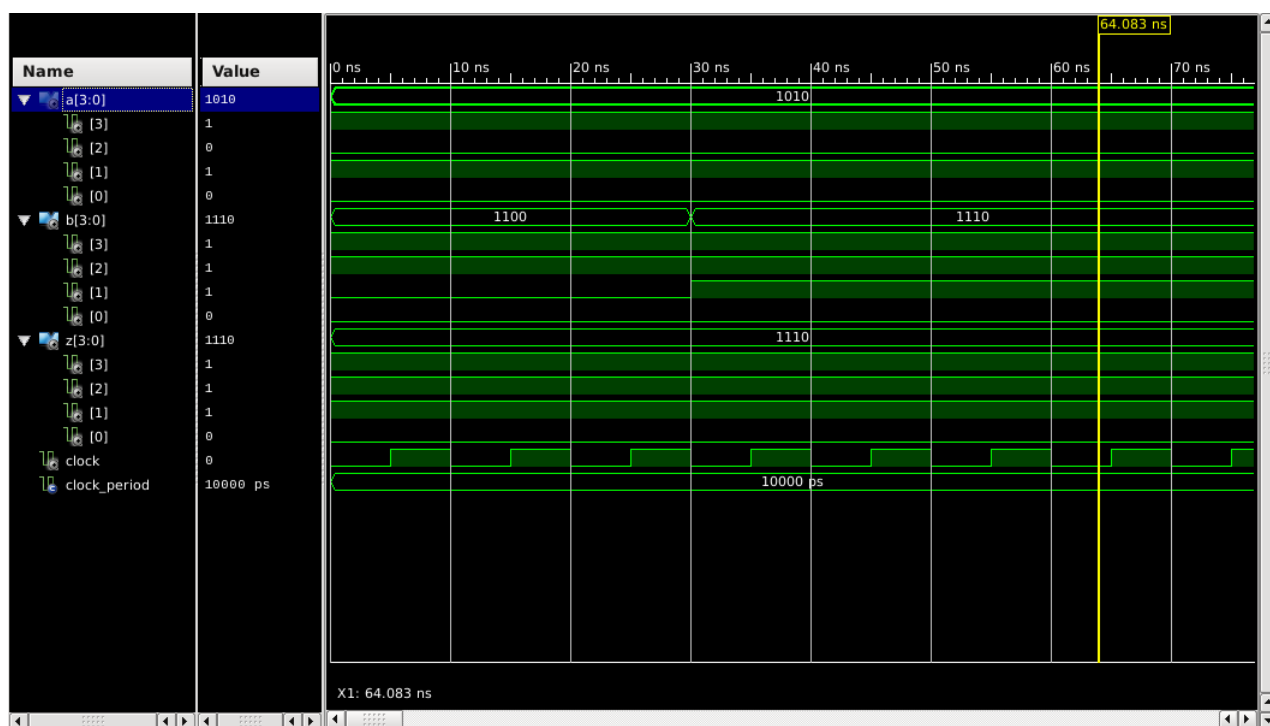 64.083 ns
Name Value 0 ns 10 ns 20 ns 30 ns 40 ns 50 ns 60 ns 70 ns
a[3:0] 1010 1010
[3] 1
[2] 0
[1] 1
[0] 0
b[3:0] 1110 1100 1110
[3] 1
[2] 1
[1] 1
[0] 0
z[3:0] 1110 1110
[3] 1
[2] 1
[1] 1
[0] 0
clock 0
clock_period 10000 ps 10000 ps
X1: 64.083 ns